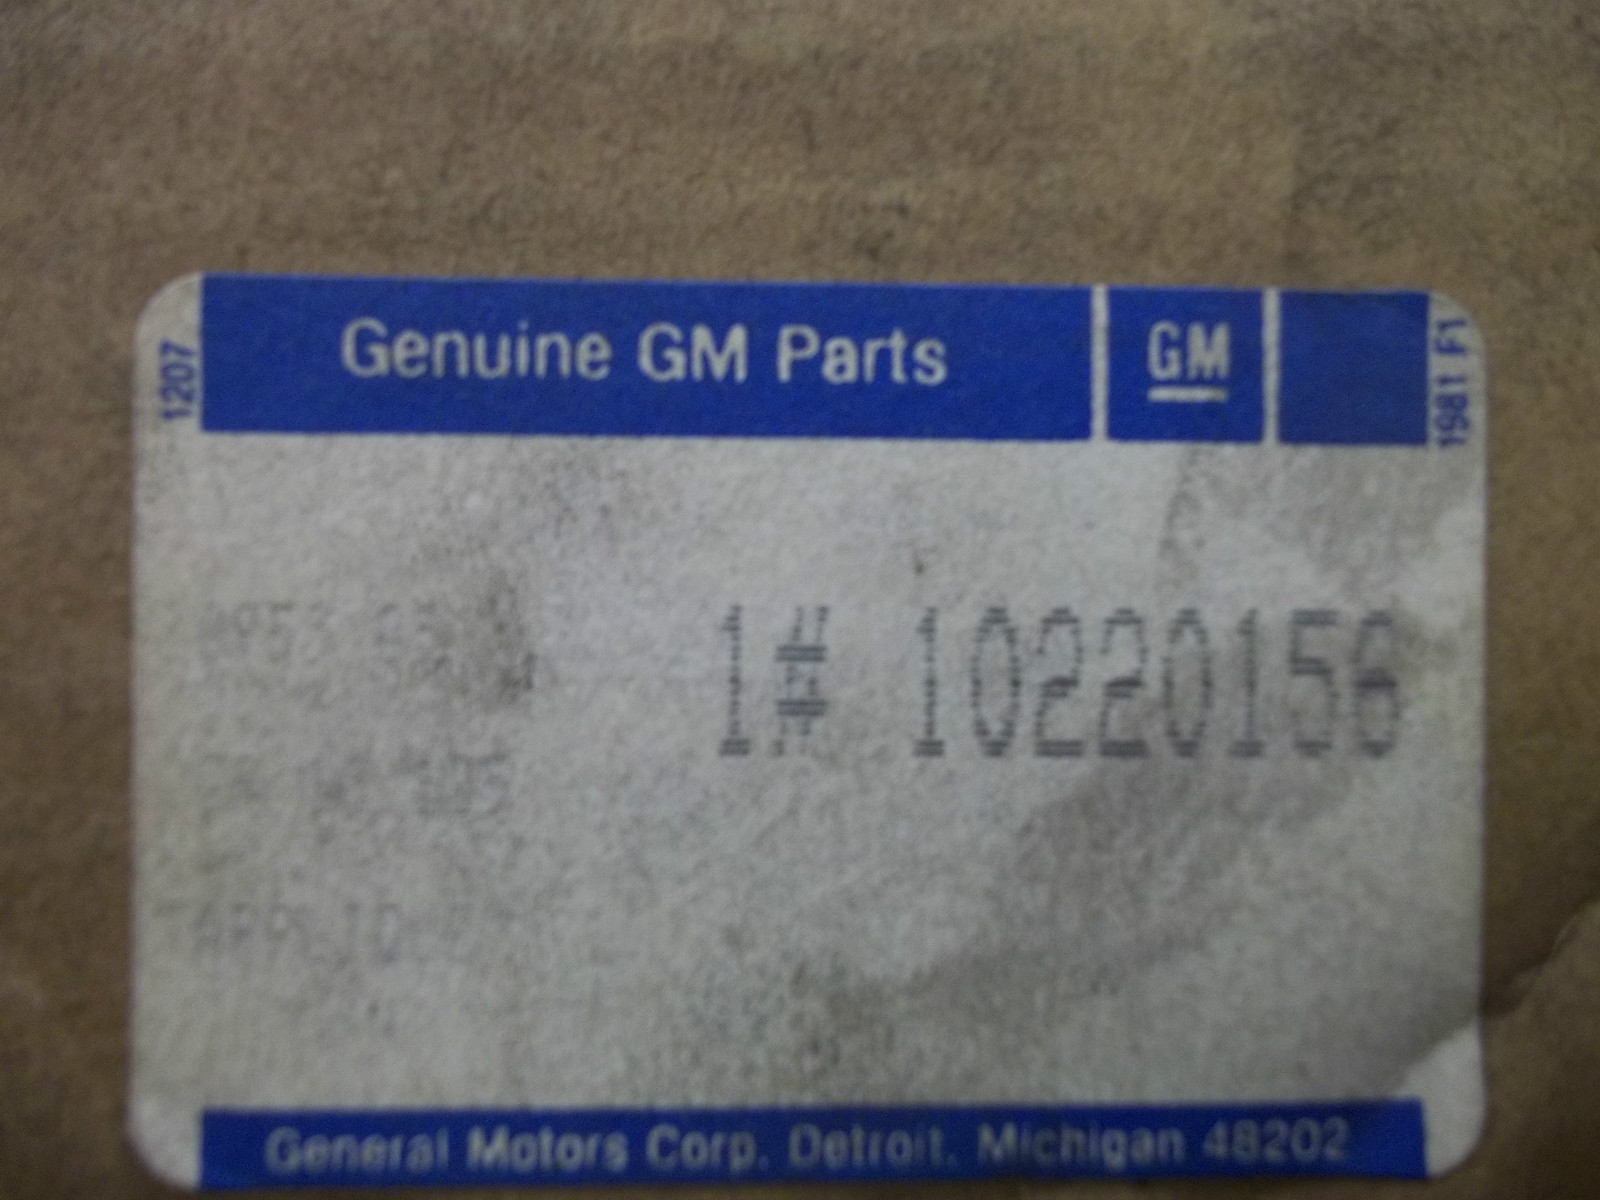 1207
Genuine GM Parts
GM
1981 F1
1# 10220156
General Motors Corp. Detroit, Michigan 48202